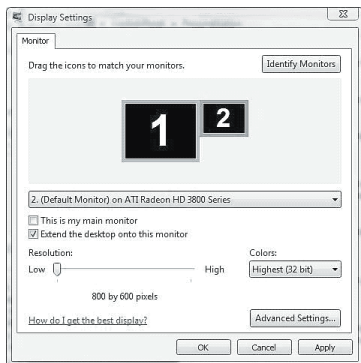 Display Settings
Monitor
Drag the icons to match your monitors.
Identify Monitors
1
2
2. (Default Monitor) on ATI Radeon HD 3800 Series
This is my main monitor
Extend the desktop onto this monitor
Resolution:
Colors:
Low
High
Highest (32 bit)
800 by 600 pixels
How do I get the best display?
Advanced Settings...
OK
Cancel
Apply